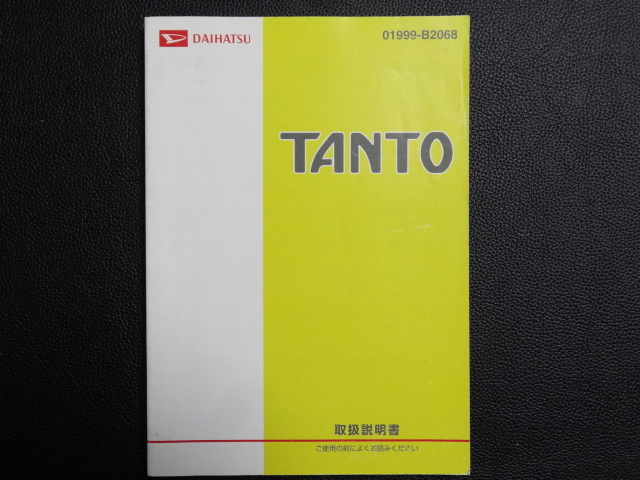 DAIHATSU
01999-B2068
TANTO
取扱説明書
ご使用の前によくお読みください